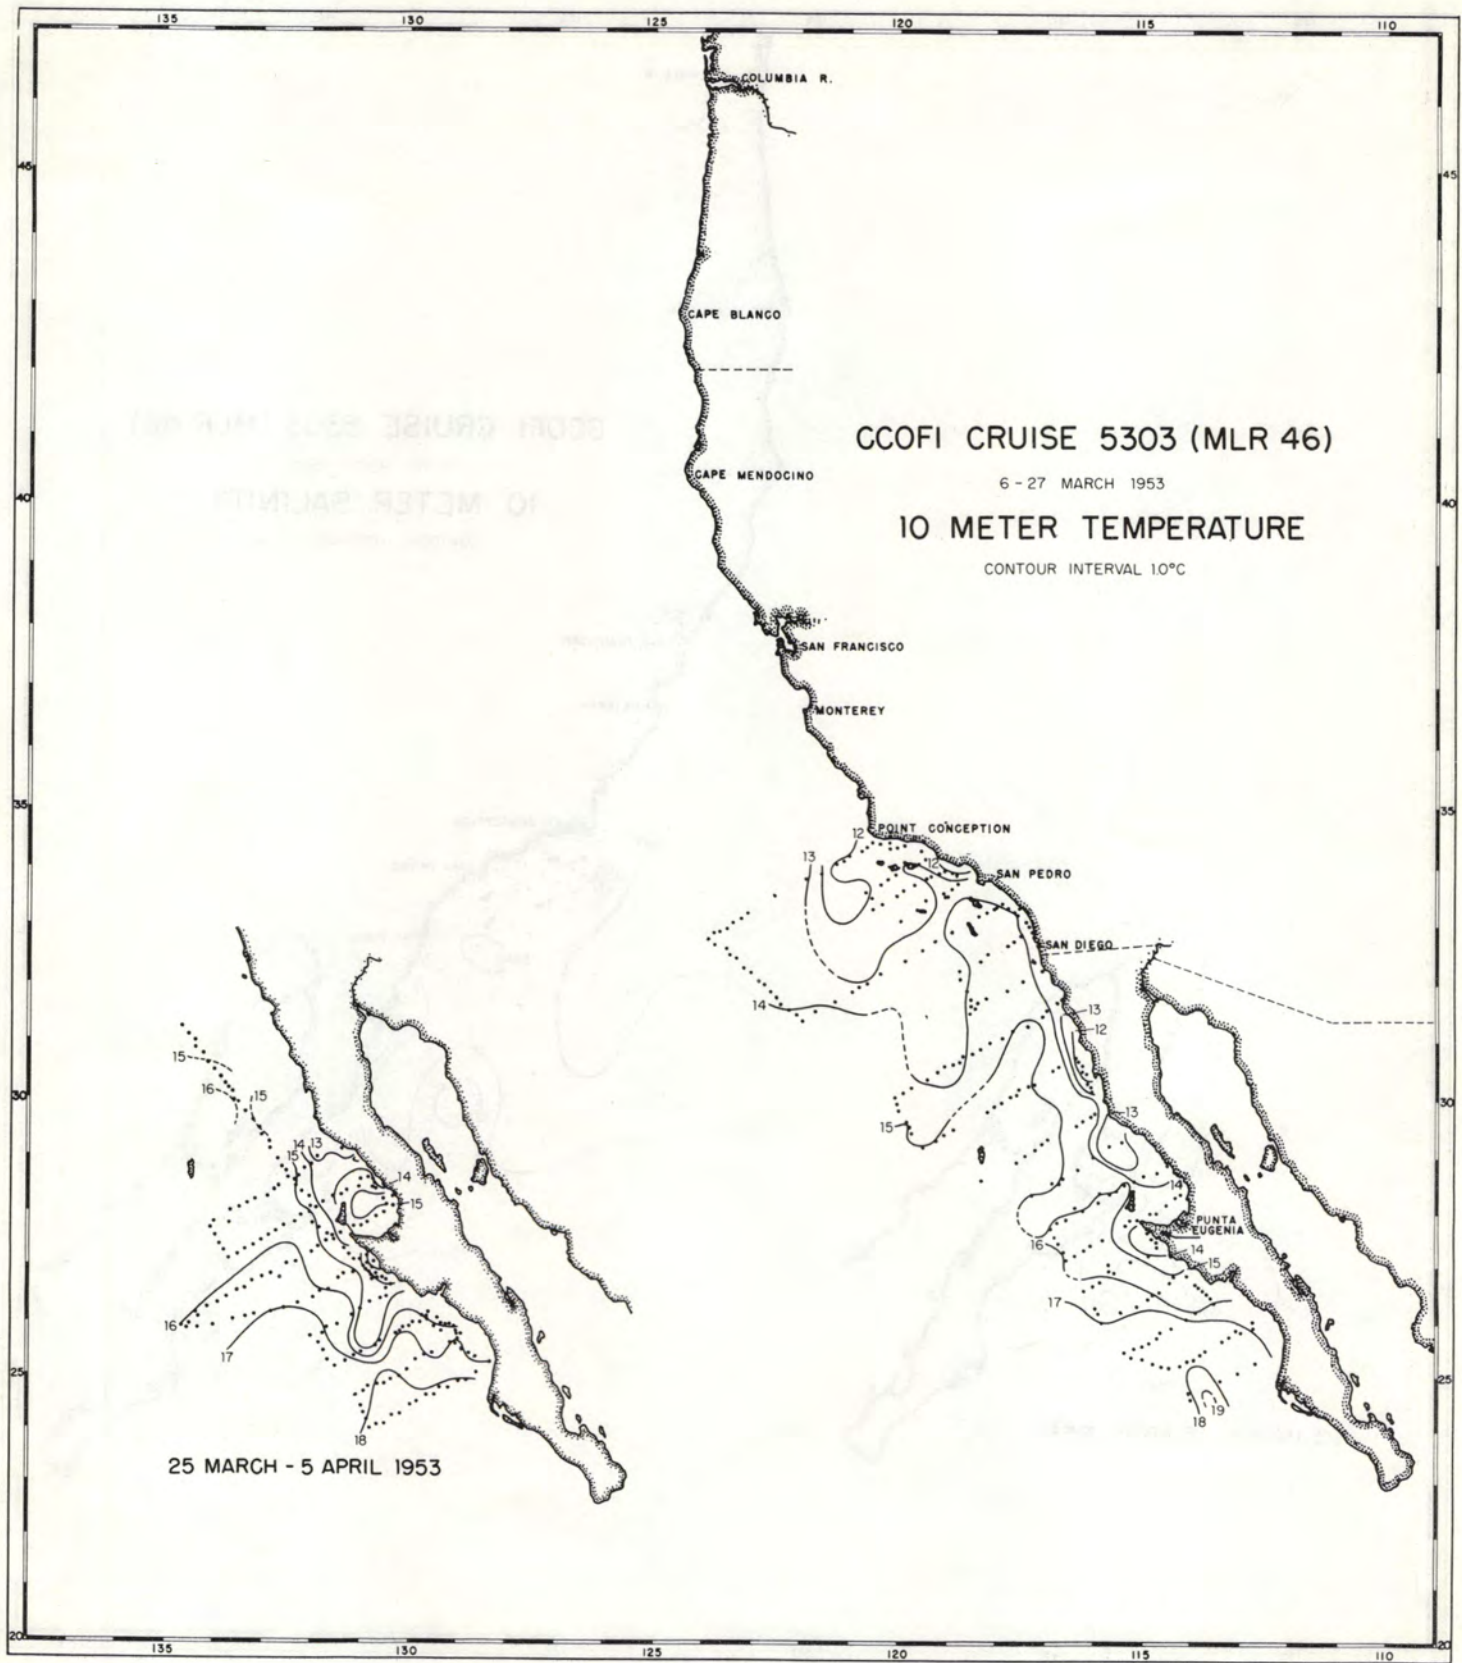 135 130 125 120 115 110
COLUMBIA R.
45 45
CAPE BLANCO
CCOFI CRUISE 5303 (MLR 46)
6 - 27 MARCH 1953
10 METER TEMPERATURE
CONTOUR INTERVAL 1.0°C
CAPE MENDOCINO
40 40
SAN FRANCISCO
MONTEREY
35 35
12 POINT CONCEPTION
13
12
SAN PEDRO
SAN DIEGO
14
13
12
15
16 15
30 30
15
13
14 13
15
14
15
14
PUNTA
EUGENIA
16
14
15
17
16
17
25 25
18 19
18
25 MARCH - 5 APRIL 1953
20 20
135 130 125 120 115 110